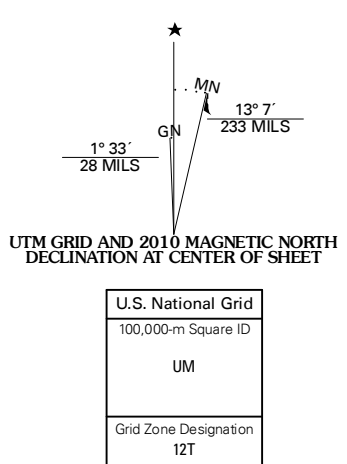 ★
MN
13° 7´
233 MILS
GN
1° 33´
28 MILS
UTM GRID AND 2010 MAGNETIC NORTH
DECLINATION AT CENTER OF SHEET
U.S. National Grid
100,000-m Square ID
UM
Grid Zone Designation
12T